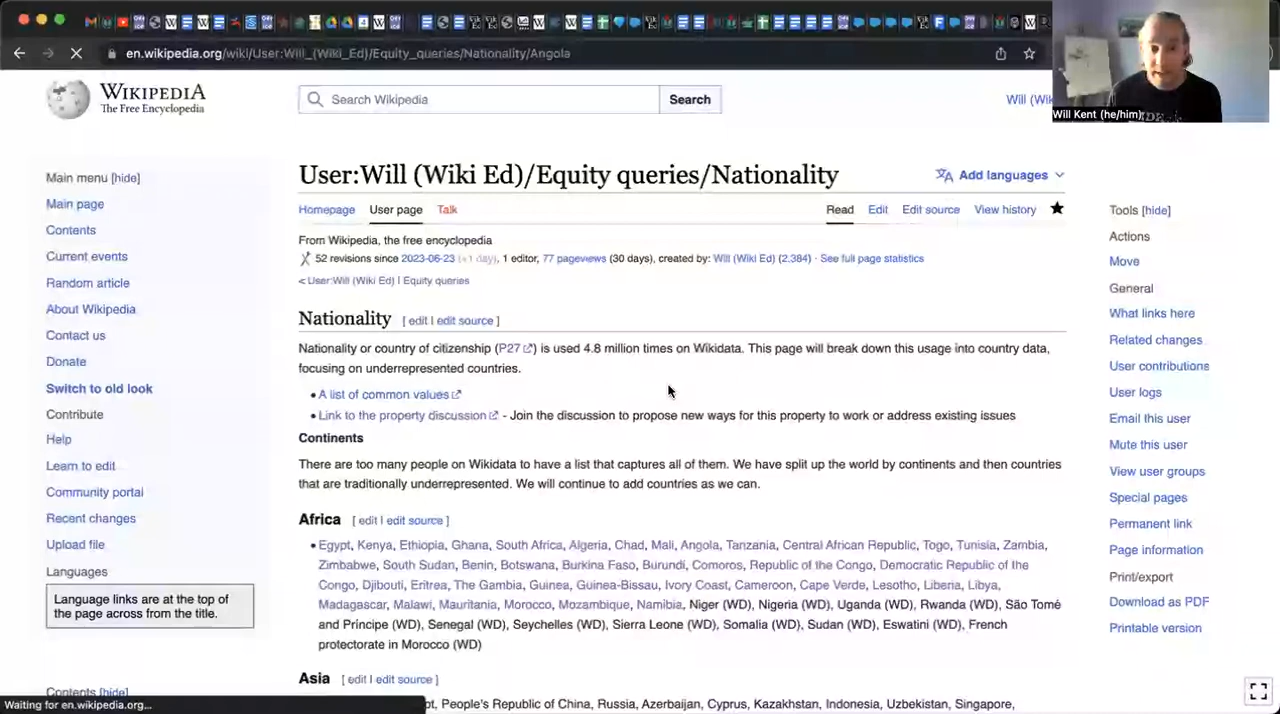 en.wikipedia.org/wiki/User:Will_(Wiki_Ed)/Equity_queries/Nationality/Angola
WIKIPEDIA
The Free Encyclopedia
Search Wikipedia
Search
Will (Wik
Will Kent (he/him)
Main menu [hide]
Main page
Contents
Current events
Random article
About Wikipedia
Contact us
Donate
Switch to old look
Contribute
Help
Learn to edit
Community portal
Recent changes
Upload file
Languages
Language links are at the top of
the page across from the title.
Contents [hide]
User:Will (Wiki Ed)/Equity queries/Nationality
Add languages
Homepage User page Talk
Read Edit Edit source View history
From Wikipedia, the free encyclopedia
52 revisions since 2023-06-23 (+1 day), 1 editor, 77 pageviews (30 days), created by: Will (Wiki Ed) (2,384) · See full page statistics
< User:Will (Wiki Ed) | Equity queries
Nationality [ edit | edit source ]
Nationality or country of citizenship (P27) is used 4.8 million times on Wikidata. This page will break down this usage into country data,
focusing on underrepresented countries.
• A list of common values
• Link to the property discussion - Join the discussion to propose new ways for this property to work or address existing issues
Continents
There are too many people on Wikidata to have a list that captures all of them. We have split up the world by continents and then countries
that are traditionally underrepresented. We will continue to add countries as we can.
Africa [ edit | edit source ]
• Egypt, Kenya, Ethiopia, Ghana, South Africa, Algeria, Chad, Mali, Angola, Tanzania, Central African Republic, Togo, Tunisia, Zambia,
Zimbabwe, South Sudan, Benin, Botswana, Burkina Faso, Burundi, Comoros, Republic of the Congo, Democratic Republic of the
Congo, Djibouti, Eritrea, The Gambia, Guinea, Guinea-Bissau, Ivory Coast, Cameroon, Cape Verde, Lesotho, Liberia, Libya,
Madagascar, Malawi, Mauritania, Morocco, Mozambique, Namibia, Niger (WD), Nigeria (WD), Uganda (WD), Rwanda (WD), São Tomé
and Príncipe (WD), Senegal (WD), Seychelles (WD), Sierra Leone (WD), Somalia (WD), Sudan (WD), Eswatini (WD), French
protectorate in Morocco (WD)
Asia [ edit | edit source ]
pt, People's Republic of China, Russia, Azerbaijan, Cyprus, Kazakhstan, Indonesia, Uzbekistan, Singapore,
Tools [hide]
Actions
Move
General
What links here
Related changes
User contributions
User logs
Email this user
Mute this user
View user groups
Special pages
Permanent link
Page information
Print/export
Download as PDF
Printable version
Waiting for en.wikipedia.org...